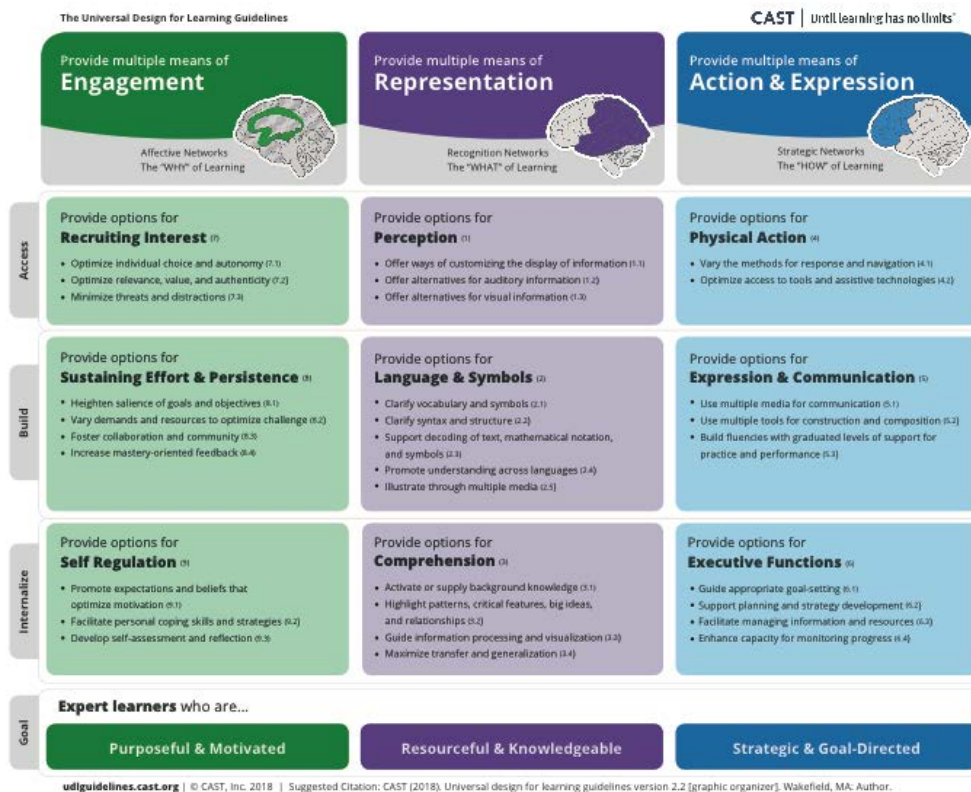 The Universal Design for Learning Guidelines
CAST | Until learning has no limits™
Provide multiple means of
Engagement
Affective Networks
The "WHY" of Learning
Provide multiple means of
Representation
Recognition Networks
The "WHAT" of Learning
Provide multiple means of
Action & Expression
Strategic Networks
The "HOW" of Learning
Access
Provide options for
Recruiting Interest (7)
• Optimize individual choice and autonomy (7.1)
• Optimize relevance, value, and authenticity (7.2)
• Minimize threats and distractions (7.3)
Provide options for
Perception (1)
• Offer ways of customizing the display of information (1.1)
• Offer alternatives for auditory information (1.2)
• Offer alternatives for visual information (1.3)
Provide options for
Physical Action (4)
• Vary the methods for response and navigation (4.1)
• Optimize access to tools and assistive technologies (4.2)
Build
Provide options for
Sustaining Effort & Persistence (8)
• Heighten salience of goals and objectives (8.1)
• Vary demands and resources to optimize challenge (8.2)
• Foster collaboration and community (8.3)
• Increase mastery-oriented feedback (8.4)
Provide options for
Language & Symbols (2)
• Clarify vocabulary and symbols (2.1)
• Clarify syntax and structure (2.2)
• Support decoding of text, mathematical notation,
and symbols (2.3)
• Promote understanding across languages (2.4)
• Illustrate through multiple media (2.5)
Provide options for
Expression & Communication (5)
• Use multiple media for communication (5.1)
• Use multiple tools for construction and composition (5.2)
• Build fluencies with graduated levels of support for
practice and performance (5.3)
Internalize
Provide options for
Self Regulation (9)
• Promote expectations and beliefs that
optimize motivation (9.1)
• Facilitate personal coping skills and strategies (9.2)
• Develop self-assessment and reflection (9.3)
Provide options for
Comprehension (3)
• Activate or supply background knowledge (3.1)
• Highlight patterns, critical features, big ideas,
and relationships (3.2)
• Guide information processing and visualization (3.3)
• Maximize transfer and generalization (3.4)
Provide options for
Executive Functions (6)
• Guide appropriate goal-setting (6.1)
• Support planning and strategy development (6.2)
• Facilitate managing information and resources (6.3)
• Enhance capacity for monitoring progress (6.4)
Goal
Expert learners who are...
Purposeful & Motivated
Resourceful & Knowledgeable
Strategic & Goal-Directed
udlguidelines.cast.org | © CAST, Inc. 2018 | Suggested Citation: CAST (2018). Universal design for learning guidelines version 2.2 [graphic organizer]. Wakefield, MA: Author.